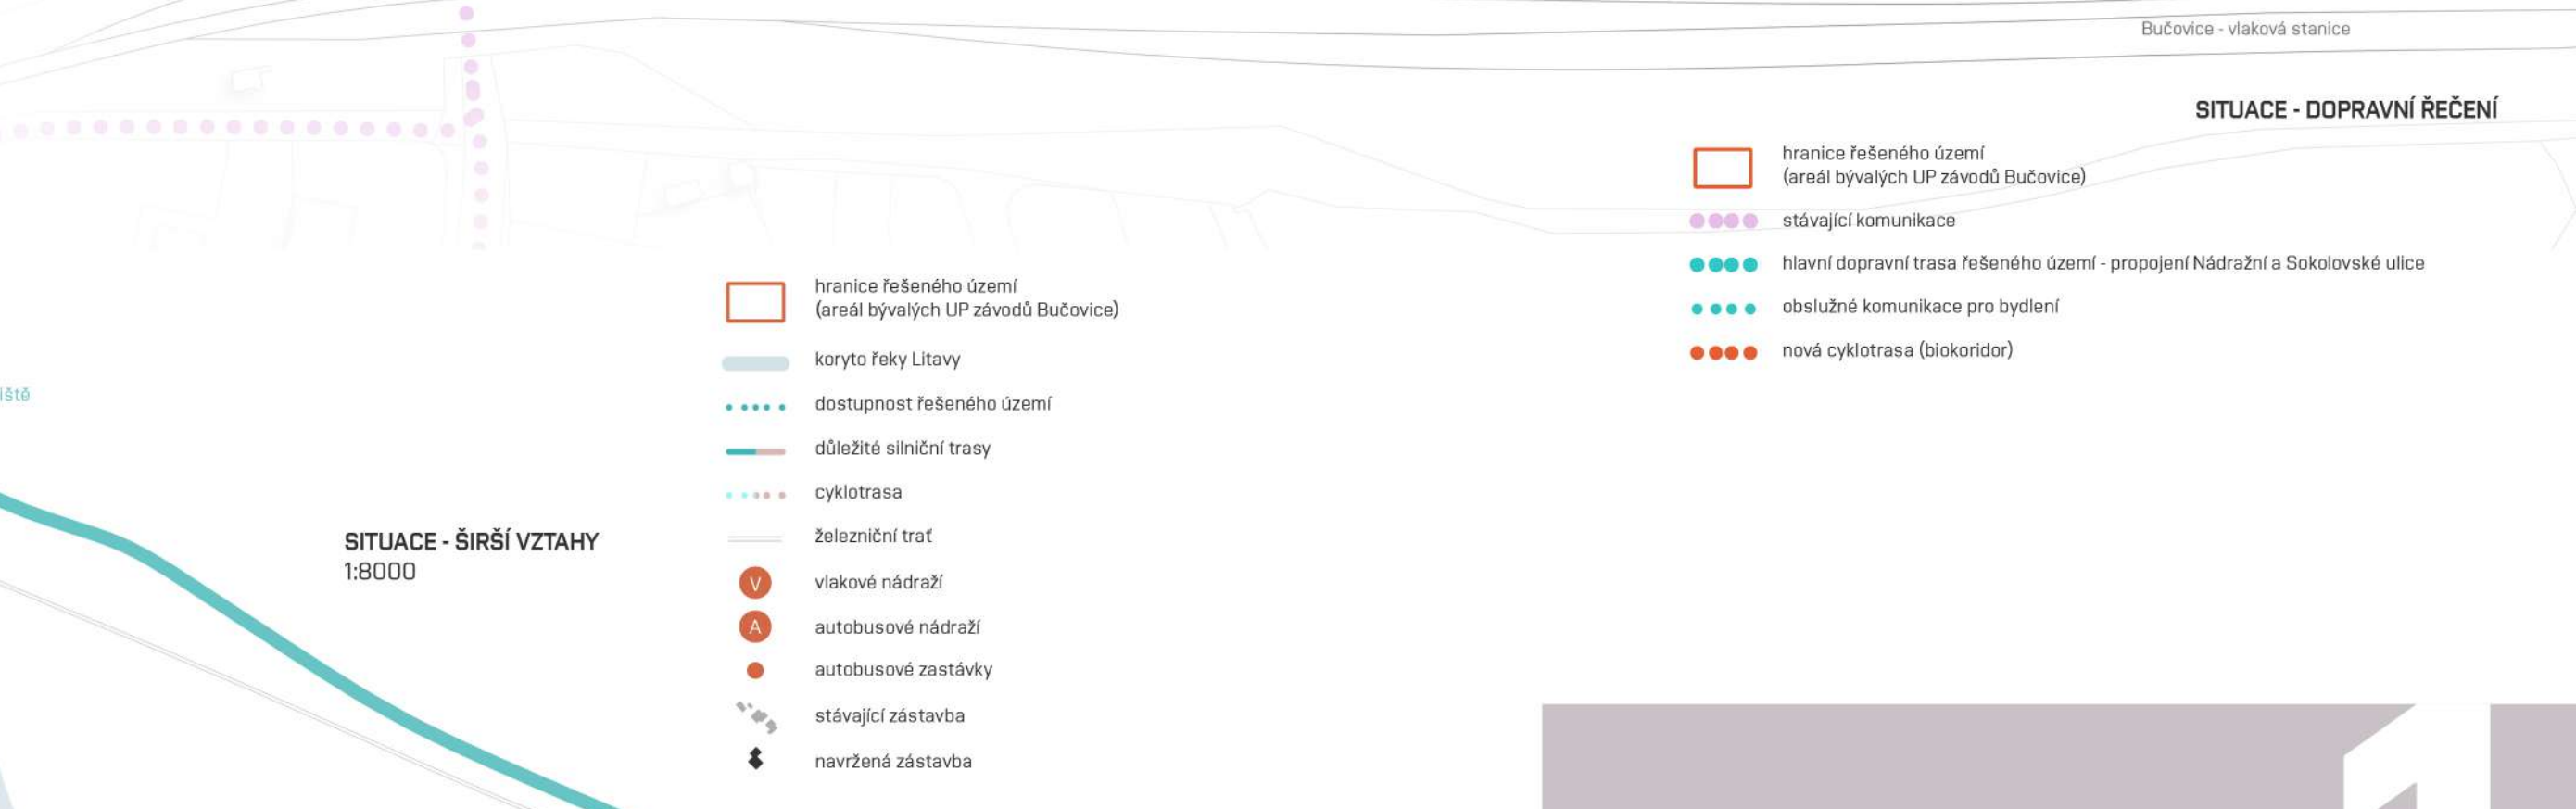 Bučovice - vlaková stanice
SITUACE - DOPRAVNÍ ŘEČENÍ
hranice řešeného území
(areál bývalých UP závodů Bučovice)
stávající komunikace
hlavní dopravní trasa řešeného území - propojení Nádražní a Sokolovské ulice
obslužné komunikace pro bydlení
nová cyklotrasa (biokoridor)
hranice řešeného území
(areál bývalých UP závodů Bučovice)
koryto řeky Litavy
dostupnost řešeného území
důležité silniční trasy
cyklotrasa
železniční trať
V vlakové nádraží
A autobusové nádraží
autobusové zastávky
stávající zástavba
navržená zástavba
iště
SITUACE - ŠIRŠÍ VZTAHY
1:8000